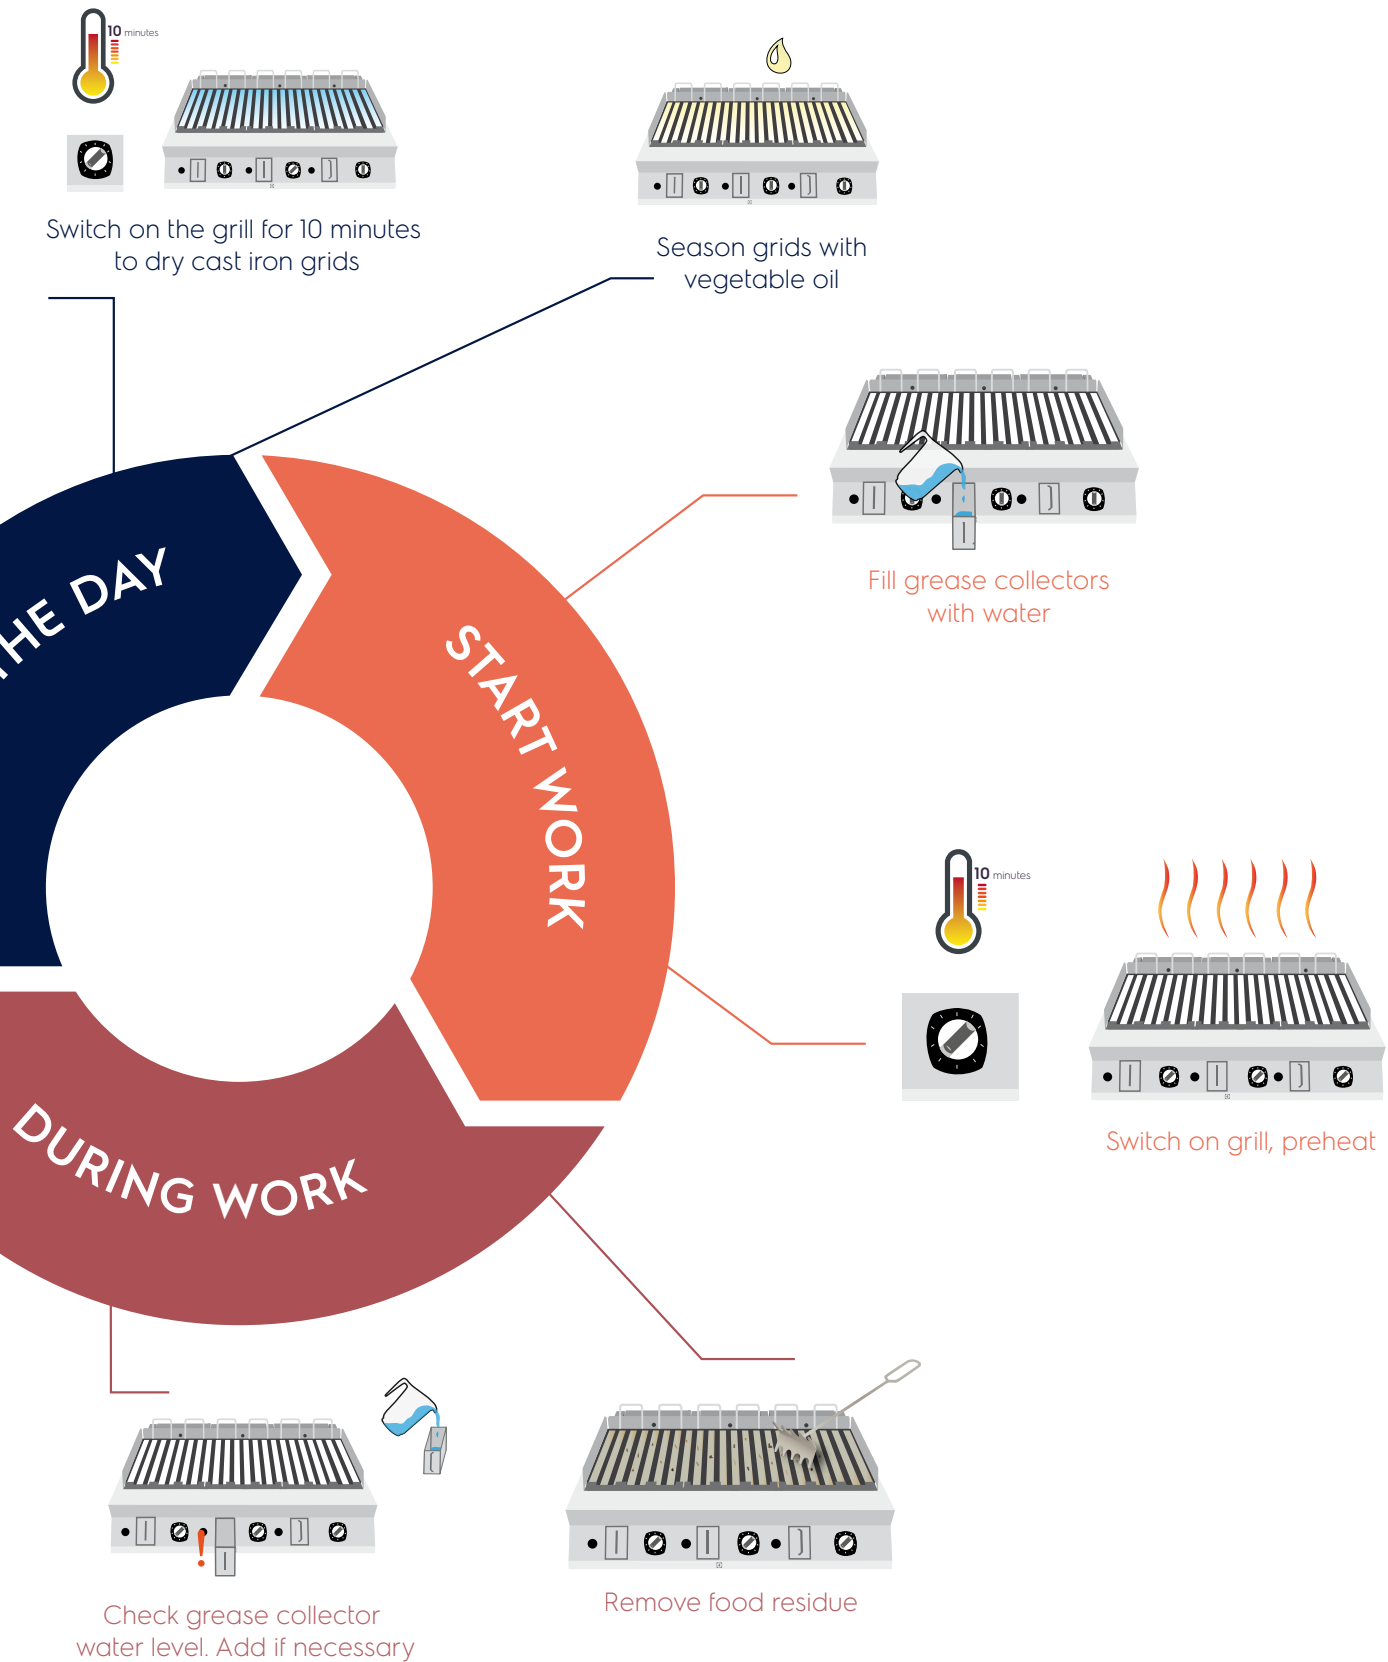 10 minutes
Switch on the grill for 10 minutes
to dry cast iron grids
Season grids with
vegetable oil
THE DAY
START WORK
Fill grease collectors
with water
10 minutes
Switch on grill, preheat
DURING WORK
Check grease collector
water level. Add if necessary
Remove food residue